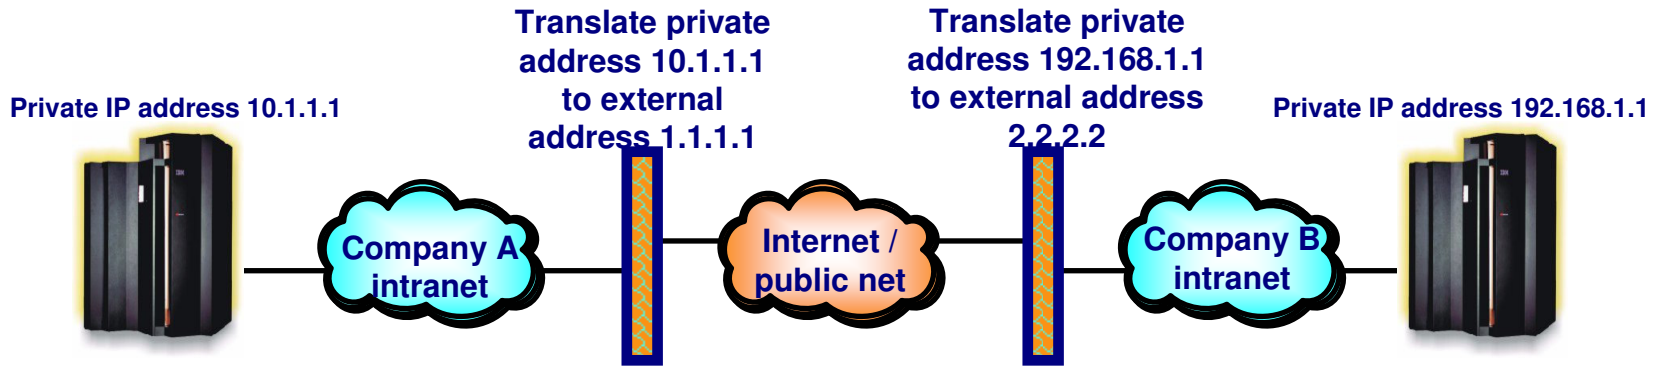 Translate private
address 10.1.1.1
to external
address 1.1.1.1
Translate private
address 192.168.1.1
to external address
2.2.2.2
Private IP address 10.1.1.1
Private IP address 192.168.1.1
Company A
intranet
Internet /
public net
Company B
intranet
IBM
IBM